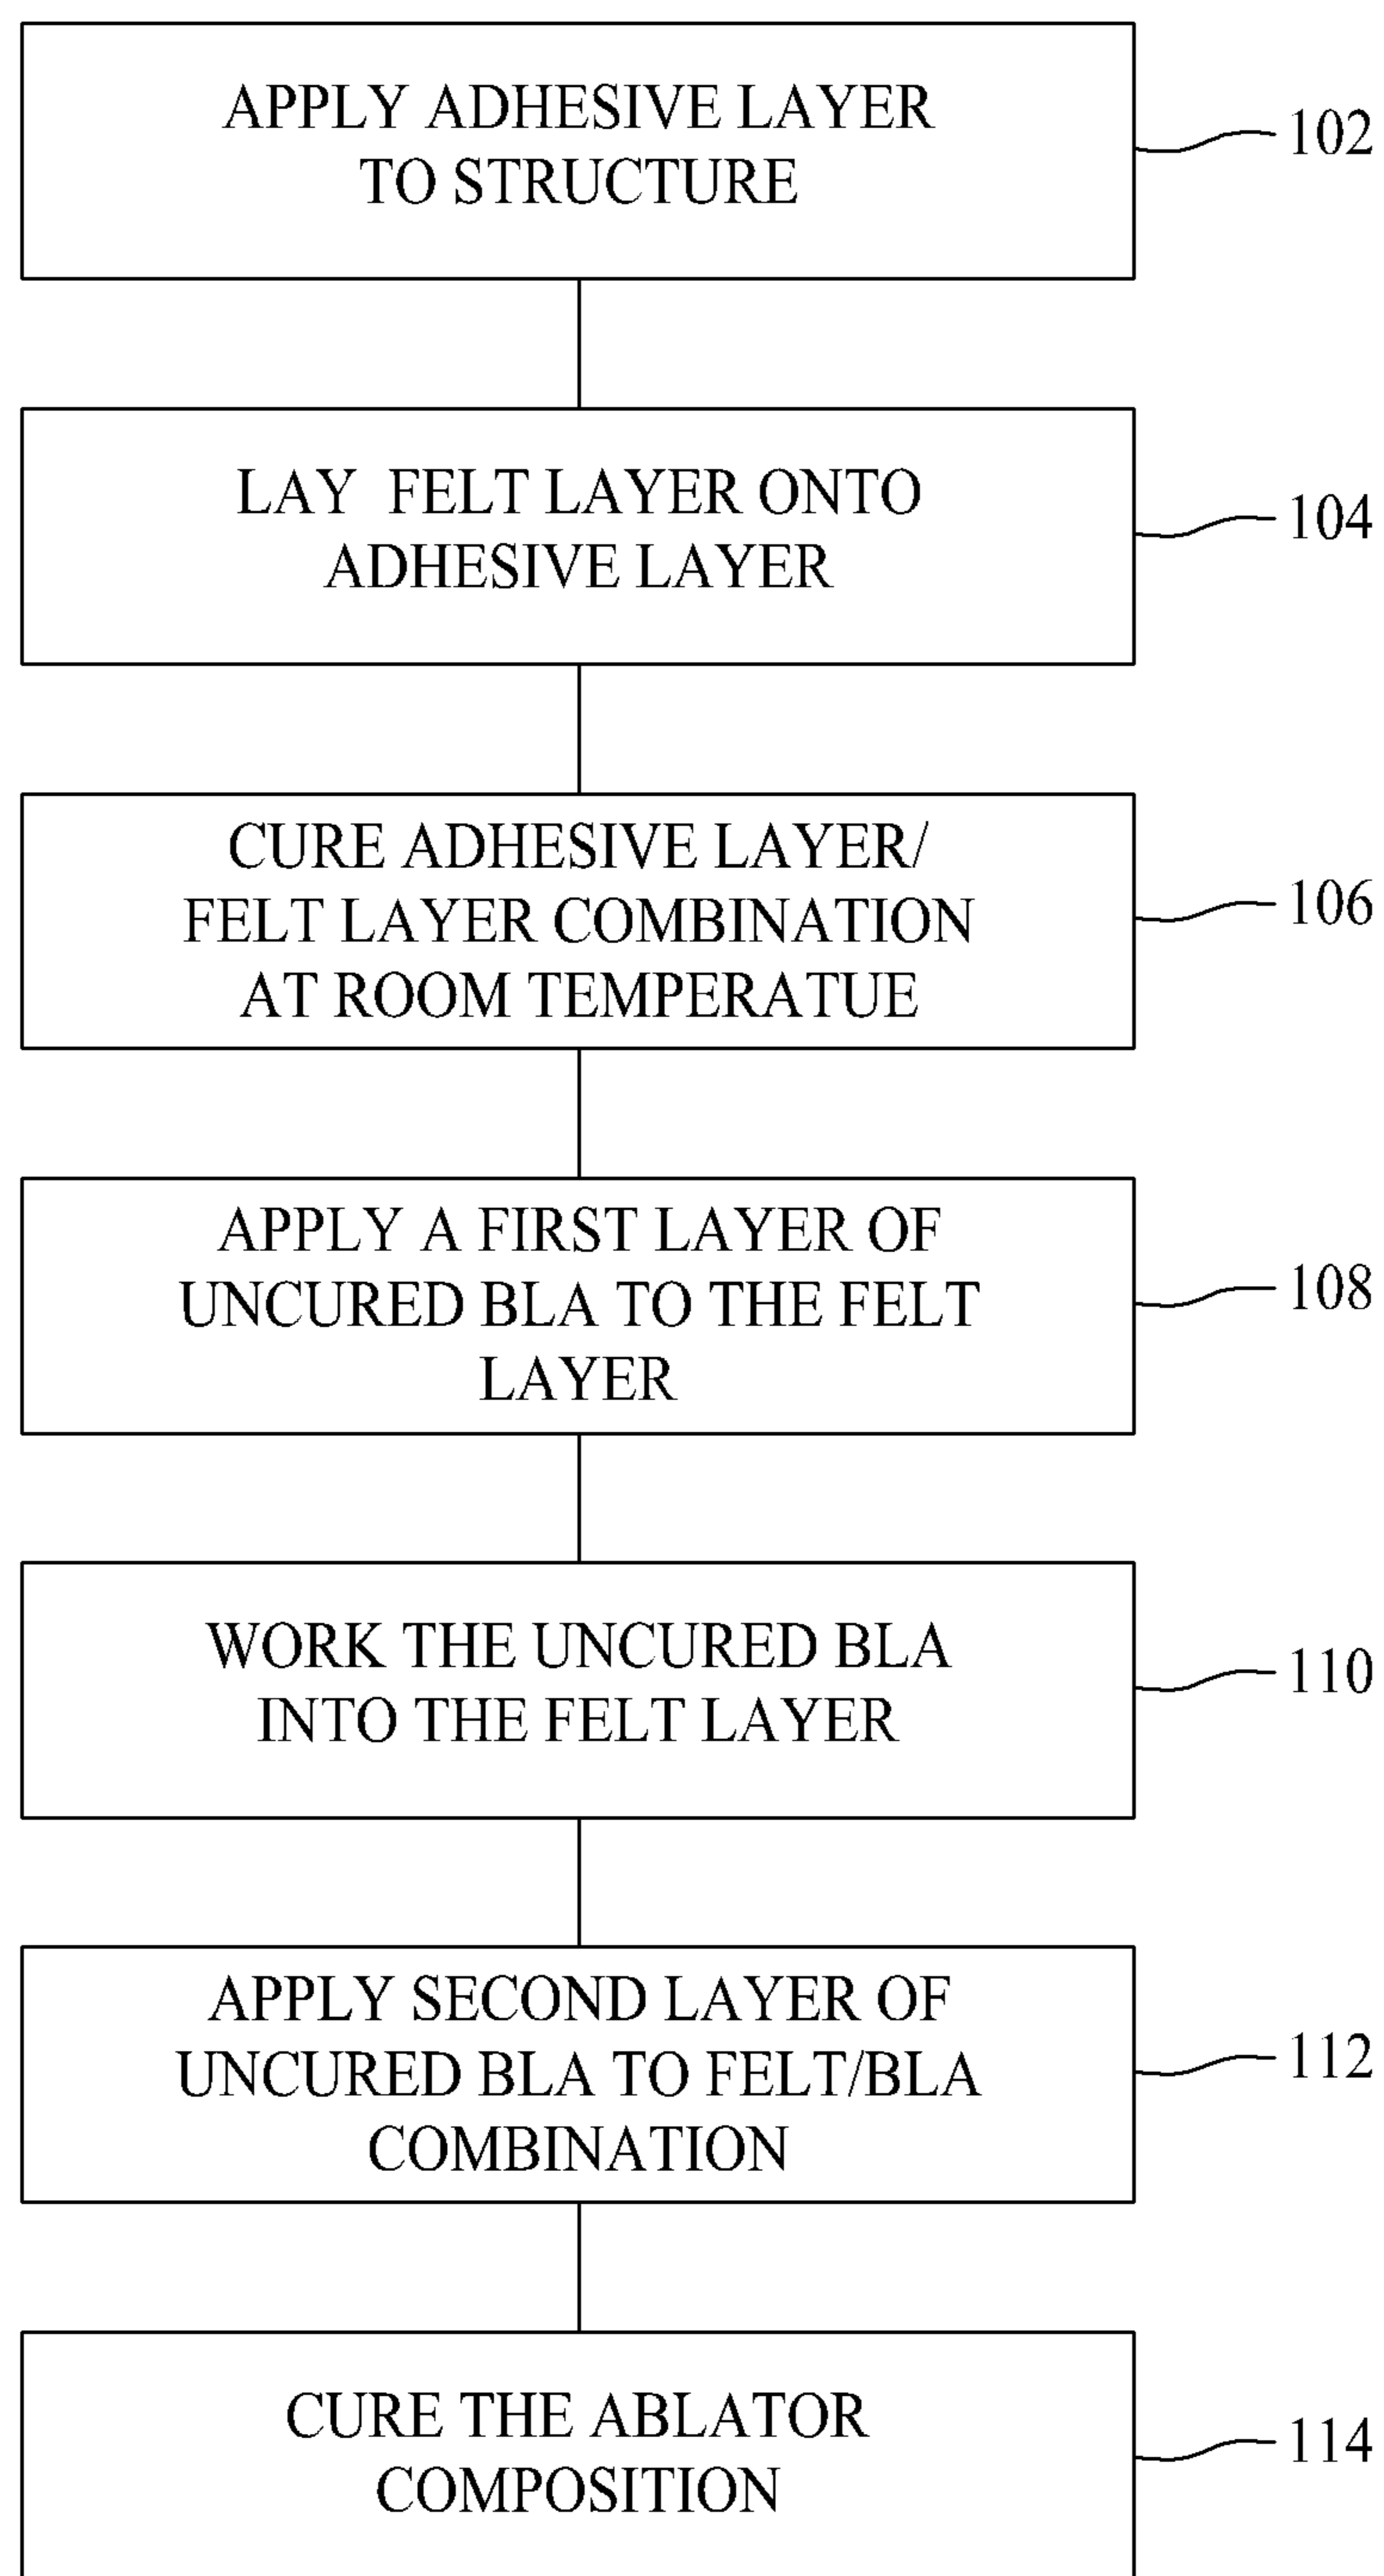 APPLY ADHESIVE LAYER
TO STRUCTURE
102
LAY FELT LAYER ONTO
ADHESIVE LAYER
104
CURE ADHESIVE LAYER/
FELT LAYER COMBINATION
AT ROOM TEMPERATUE
106
APPLY A FIRST LAYER OF
UNCURED BLA TO THE FELT
LAYER
108
WORK THE UNCURED BLA
INTO THE FELT LAYER
110
APPLY SECOND LAYER OF
UNCURED BLA TO FELT/BLA
COMBINATION
112
CURE THE ABLATOR
COMPOSITION
114